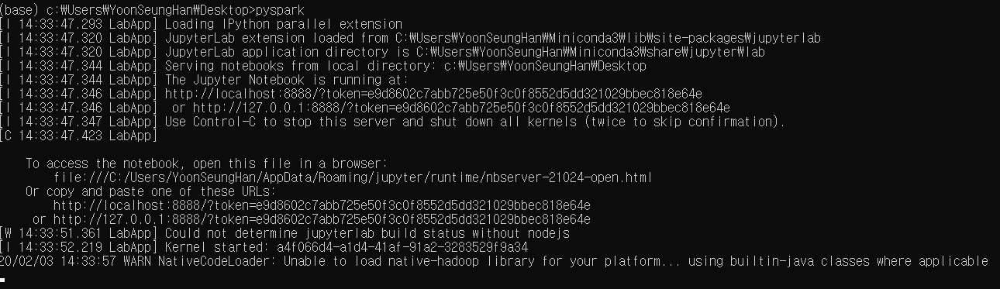 (base) c:₩Users₩YoonSeungHan₩Desktop>pyspark
[I 14:33:47.293 LabApp] Loading IPython parallel extension
[I 14:33:47.320 LabApp] JupyterLab extension loaded from C:₩Users₩YoonSeungHan₩Miniconda3₩lib₩site-packages₩jupyterlab
[I 14:33:47.320 LabApp] JupyterLab application directory is C:₩Users₩YoonSeungHan₩Miniconda3₩share₩jupyter₩lab
[I 14:33:47.344 LabApp] Serving notebooks from local directory: c:₩Users₩YoonSeungHan₩Desktop
[I 14:33:47.344 LabApp] The Jupyter Notebook is running at:
[I 14:33:47.346 LabApp] http://localhost:8888/?token=e9d8602c7abb725e50f3c0f8552d5dd321029bbec818e64e
[I 14:33:47.346 LabApp]  or http://127.0.0.1:8888/?token=e9d8602c7abb725e50f3c0f8552d5dd321029bbec818e64e
[I 14:33:47.347 LabApp] Use Control-C to stop this server and shut down all kernels (twice to skip confirmation).
[C 14:33:47.423 LabApp]
To access the notebook, open this file in a browser:
file:///C:/Users/YoonSeungHan/AppData/Roaming/jupyter/runtime/nbserver-21024-open.html
Or copy and paste one of these URLs:
http://localhost:8888/?token=e9d8602c7abb725e50f3c0f8552d5dd321029bbec818e64e
or http://127.0.0.1:8888/?token=e9d8602c7abb725e50f3c0f8552d5dd321029bbec818e64e
[W 14:33:51.361 LabApp] Could not determine jupyterlab build status without nodejs
[I 14:33:52.219 LabApp] Kernel started: a4f066d4-a1d4-41af-91a2-3283529f9a34
20/02/03 14:33:57 WARN NativeCodeLoader: Unable to load native-hadoop library for your platform... using builtin-java classes where applicable